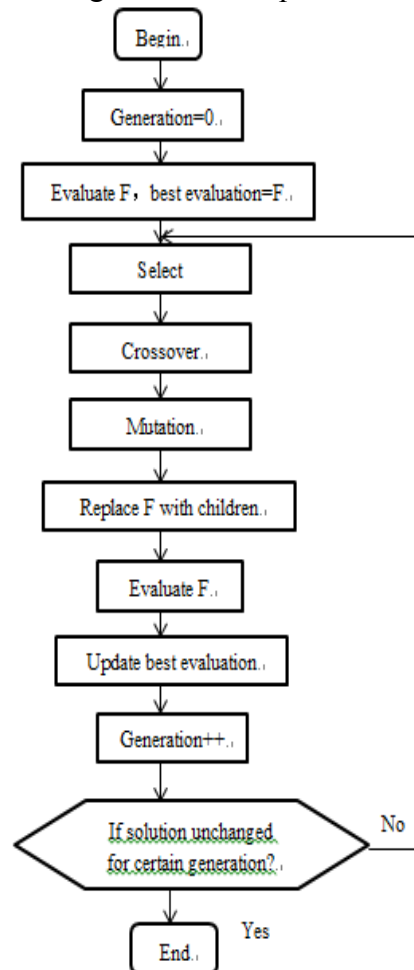 Begin.
Generation=0.
Evaluate F，best evaluation=F.
Select
Crossover.
Mutation.
Replace F with children.
Evaluate F.
Update best evaluation.
Generation++.
If solution unchanged
for certain generation?
No
Yes
End.